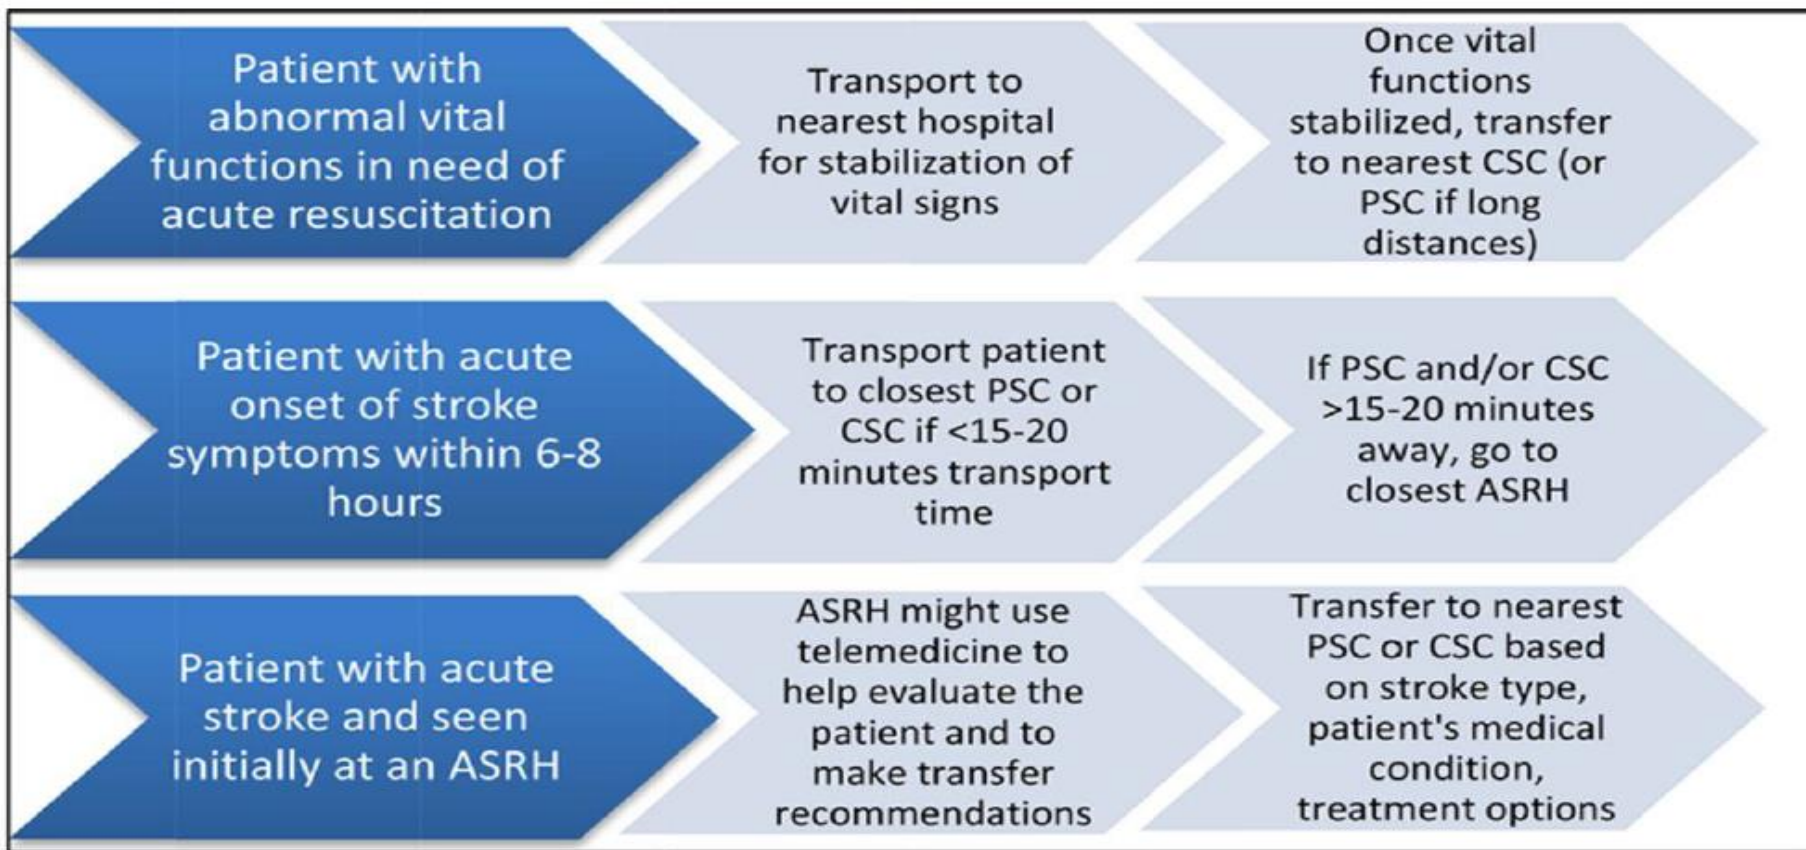 Patient with
abnormal vital
functions in need of
acute resuscitation
Transport to
nearest hospital
for stabilization of
vital signs
Once vital
functions
stabilized, transfer
to nearest CSC (or
PSC if long
distances)
Patient with acute
onset of stroke
symptoms within 6-8
hours
Transport patient
to closest PSC or
CSC if <15-20
minutes transport
time
If PSC and/or CSC
>15-20 minutes
away, go to
closest ASRH
Patient with acute
stroke and seen
initially at an ASRH
ASRH might use
telemedicine to
help evaluate the
patient and to
make transfer
recommendations
Transfer to nearest
PSC or CSC based
on stroke type,
patient's medical
condition,
treatment options